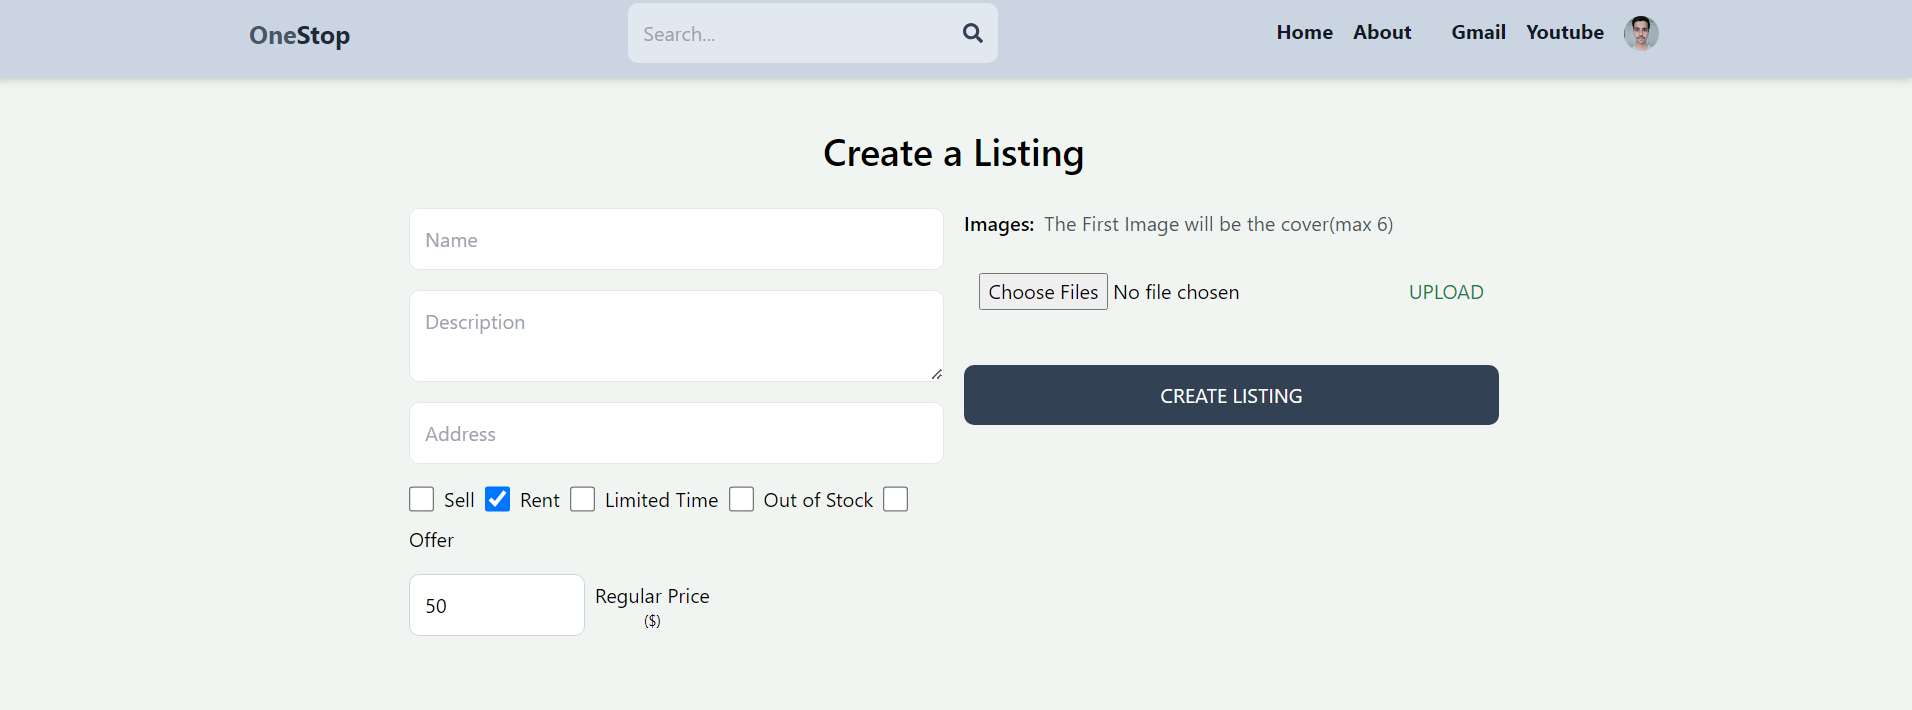 OneStop
Search...
Home About Gmail Youtube
Create a Listing
Name
Description
Address
Sell Rent Limited Time Out of Stock
Offer
50
Regular Price
($)
Images: The First Image will be the cover(max 6)
Choose Files No file chosen UPLOAD
CREATE LISTING